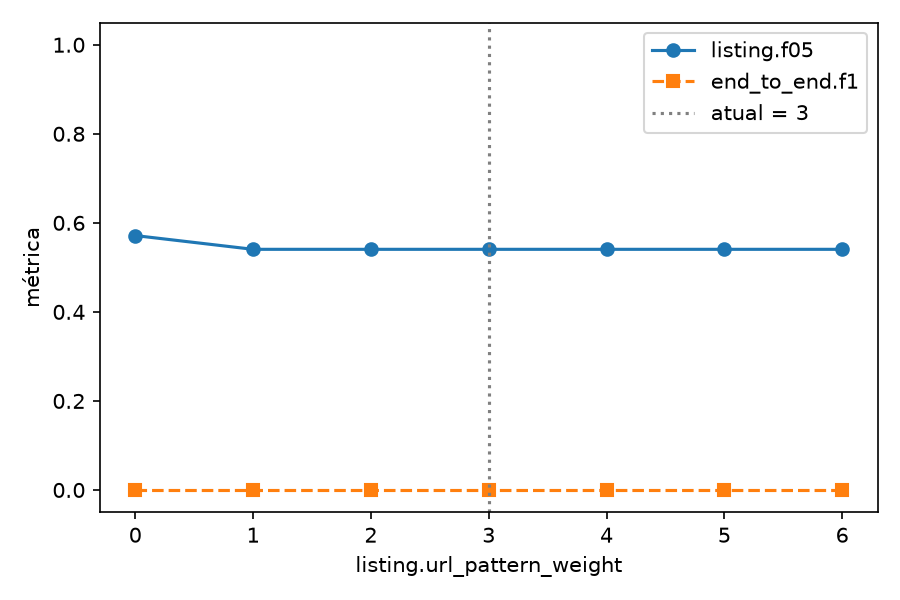 listing.f05
end_to_end.f1
atual = 3
1.0
0.8
0.6
0.4
0.2
0.0
métrica
0 1 2 3 4 5 6
listing.url_pattern_weight